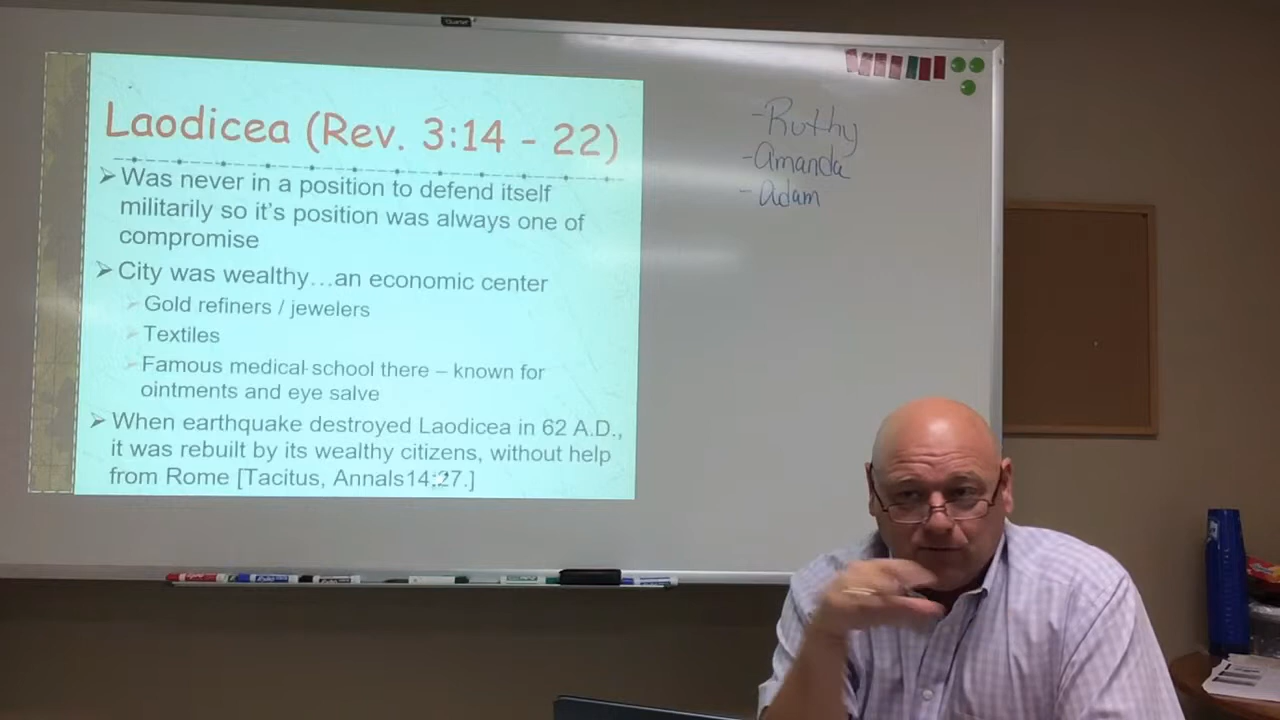 Laodicea (Rev. 3:14 - 22)
Was never in a position to defend itself
militarily so it's position was always one of
compromise
City was wealthy…an economic center
Gold refiners / jewelers
Textiles
Famous medical school there – known for
ointments and eye salve
When earthquake destroyed Laodicea in 62 A.D.,
it was rebuilt by its wealthy citizens, without help
from Rome [Tacitus, Annals14:27.]
-Ruthy
-Amanda
-Adam
Quartet